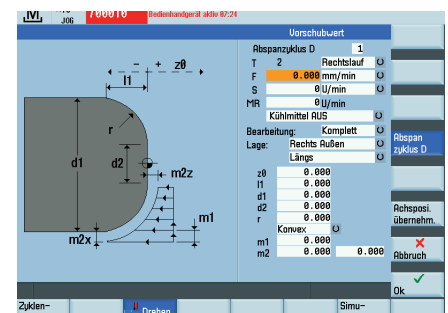 M
JOG
700010
Bedienhandgerät aktiv 07:24
Vorschubwert
Abspanzyklus D 1
T 2 Rechtslauf
F 0.000 mm/min
S 0 U/min
MR 0 U/min
Kühlmittel AUS
Bearbeitung: Komplett
Lage: Rechts Außen
Längs
z0 0.000
l1 0.000
d1 0.000
d2 0.000
r 0.000
Konvex
m1 0.000
m2 0.000 0.000
- + z0
l1
r
d1
d2
m2z
m1
m2x
Abspan
zyklus D
Achsposi.
übernehm.
Abbruch
Ok
Zyklen-
Drehen
Simu-